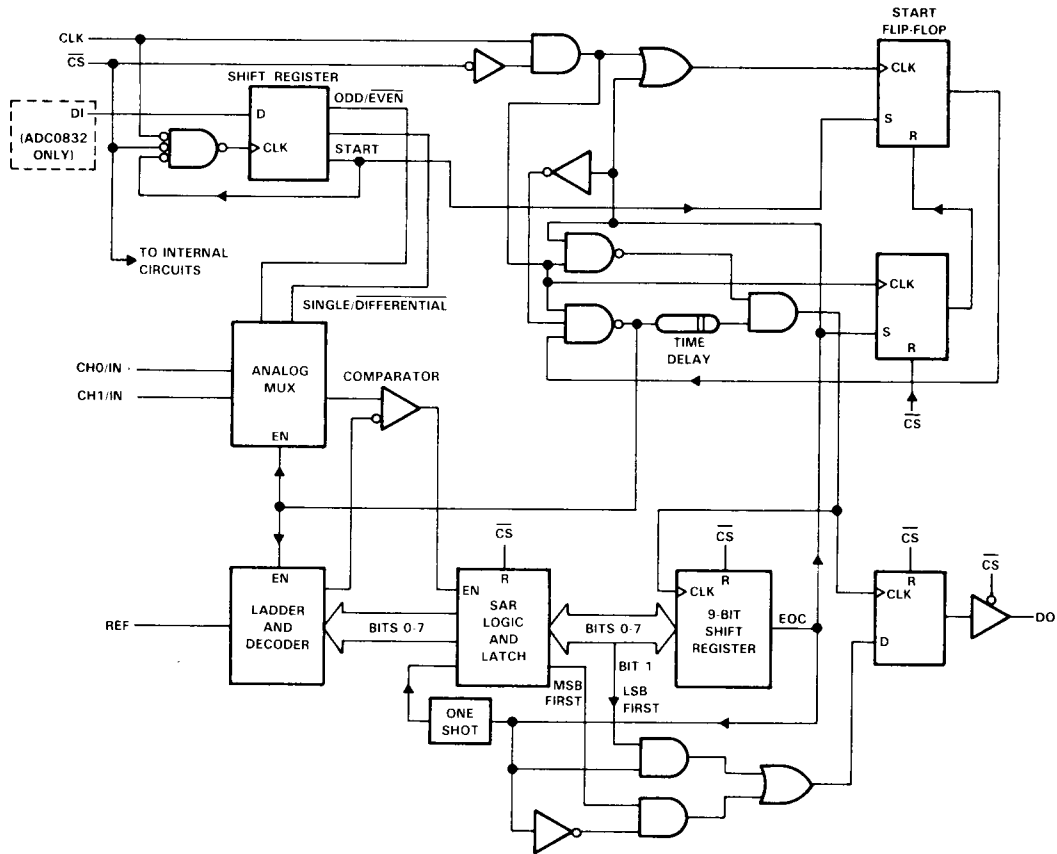 START
FLIP-FLOP
CLK
CS
SHIFT REGISTER
ODD/EVEN
CLK
DI
D
S
(ADC0832
ONLY)
CLK
START
R
TO INTERNAL
CIRCUITS
CLK
SINGLE/DIFFERENTIAL
TIME
DELAY
S
R
CH0/IN
CH1/IN
ANALOG
MUX
COMPARATOR
EN
CS
CS
CS
CS
CS
EN
LADDER
AND
DECODER
REF
BITS 0-7
R
EN
SAR
LOGIC
AND
LATCH
BITS 0-7
R
CLK
9-BIT
SHIFT
REGISTER
EOC
R
CLK
D
DO
BIT 1
MSB
FIRST
LSB
FIRST
ONE
SHOT